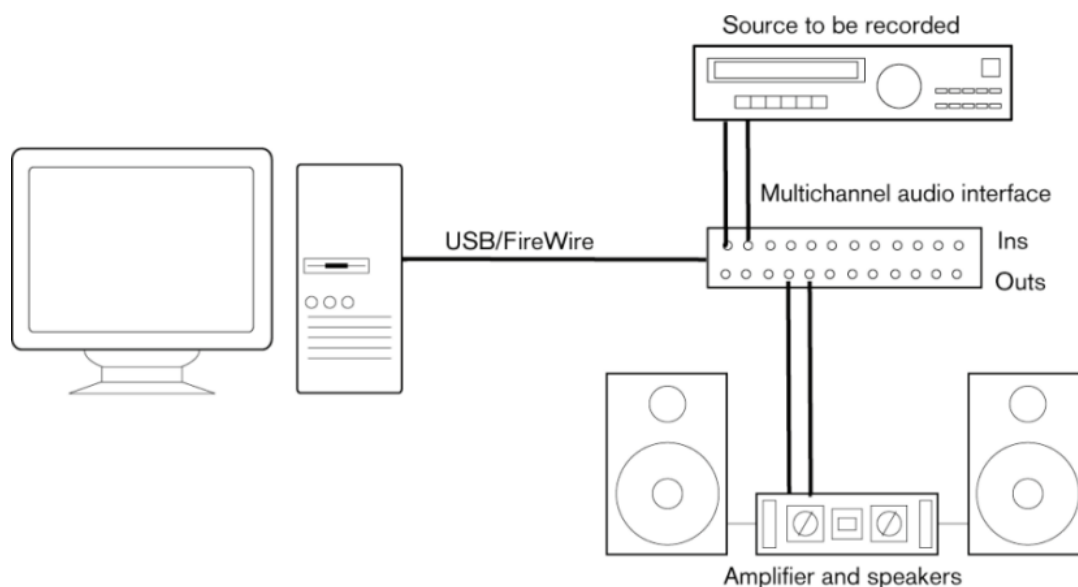 Source to be recorded
Multichannel audio interface
USB/FireWire
Ins
Outs
Amplifier and speakers